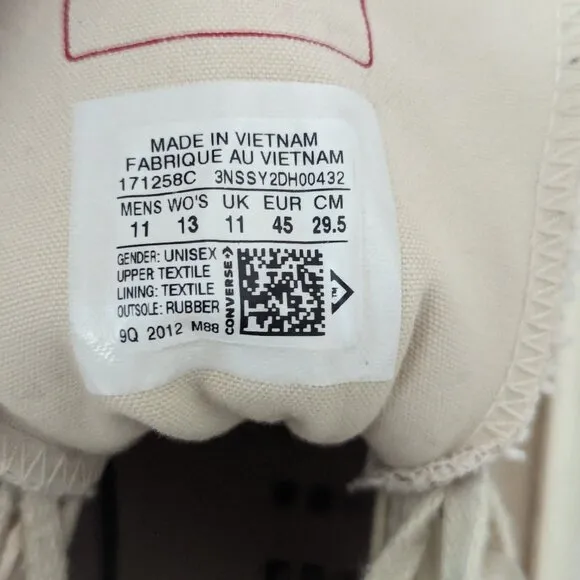 MADE IN VIETNAM
FABRIQUE AU VIETNAM
171258C 3NSSY2DH00432
MENS WO'S UK EUR CM
11 13 11 45 29.5
GENDER: UNISEX
UPPER TEXTILE
LINING: TEXTILE
OUTSOLE: RUBBER
9Q 2012 M88
CONVERSE
TM